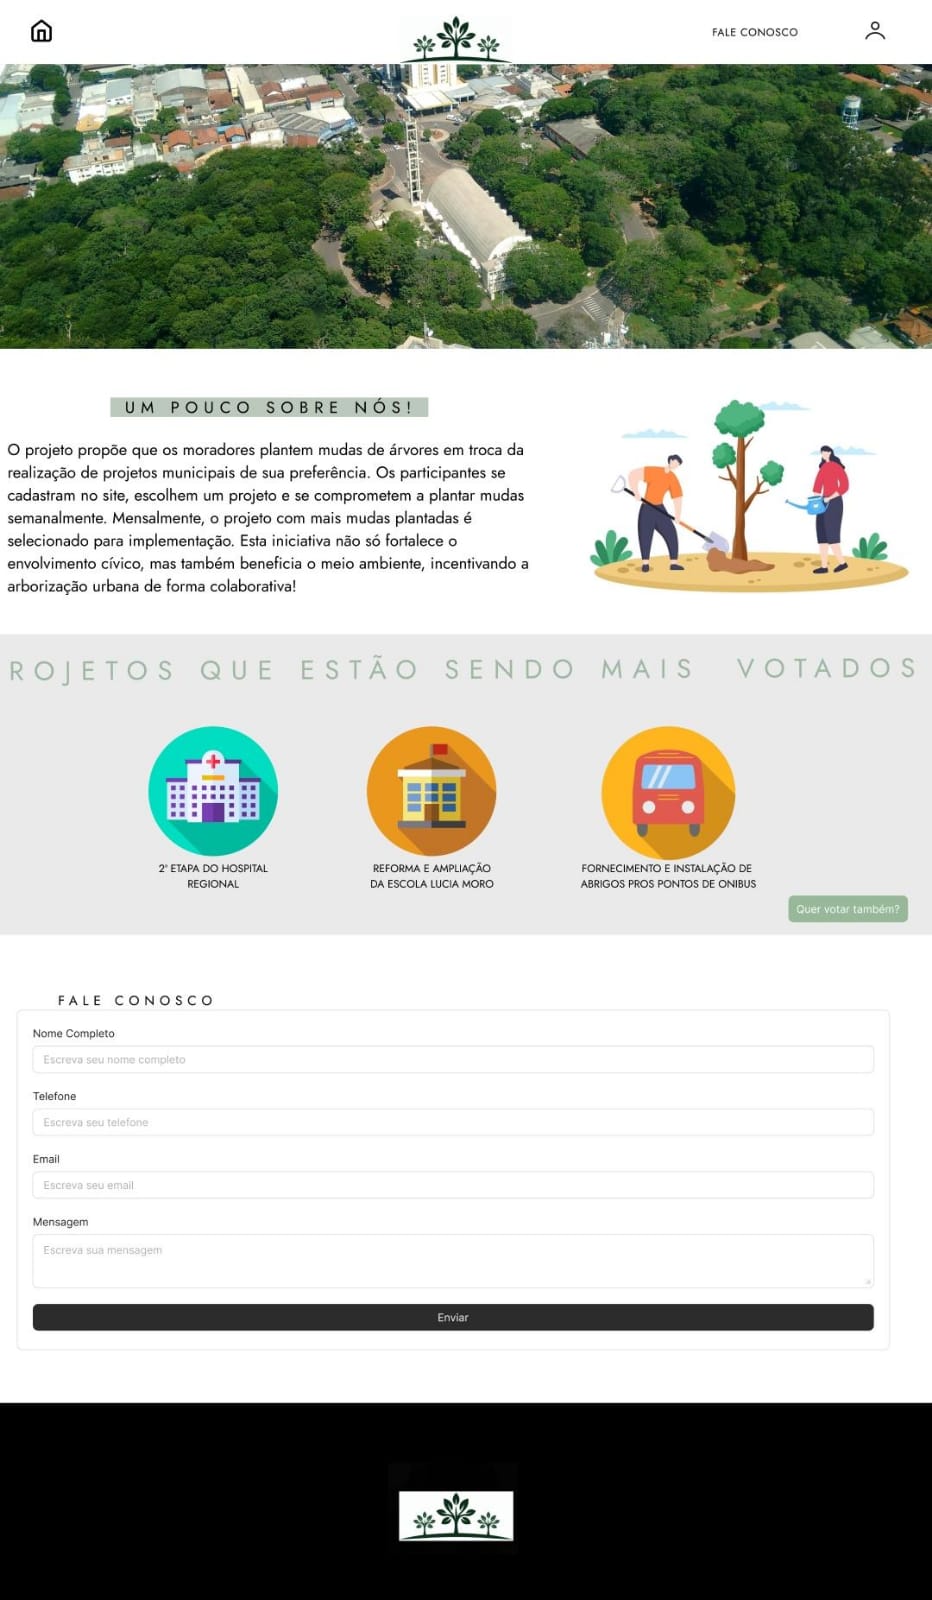 FALE CONOSCO
UM POUCO SOBRE NÓS!
O projeto propõe que os moradores plantem mudas de árvores em troca da
realização de projetos municipais de sua preferência. Os participantes se
cadastram no site, escolhem um projeto e se comprometem a plantar mudas
semanalmente. Mensalmente, o projeto com mais mudas plantadas é
selecionado para implementação. Esta iniciativa não só fortalece o
envolvimento cívico, mas também beneficia o meio ambiente, incentivando a
arborização urbana de forma colaborativa!
ROJETOS QUE ESTÃO SENDO MAIS VOTADOS
2ª ETAPA DO HOSPITAL
REGIONAL
REFORMA E AMPLIAÇÃO
DA ESCOLA LUCIA MORO
FORNECIMENTO E INSTALAÇÃO DE
ABRIGOS PROS PONTOS DE ONIBUS
Quer votar também?
FALE CONOSCO
Nome Completo
Escreva seu nome completo
Telefone
Escreva seu telefone
Email
Escreva seu email
Mensagem
Escreva sua mensagem
Enviar